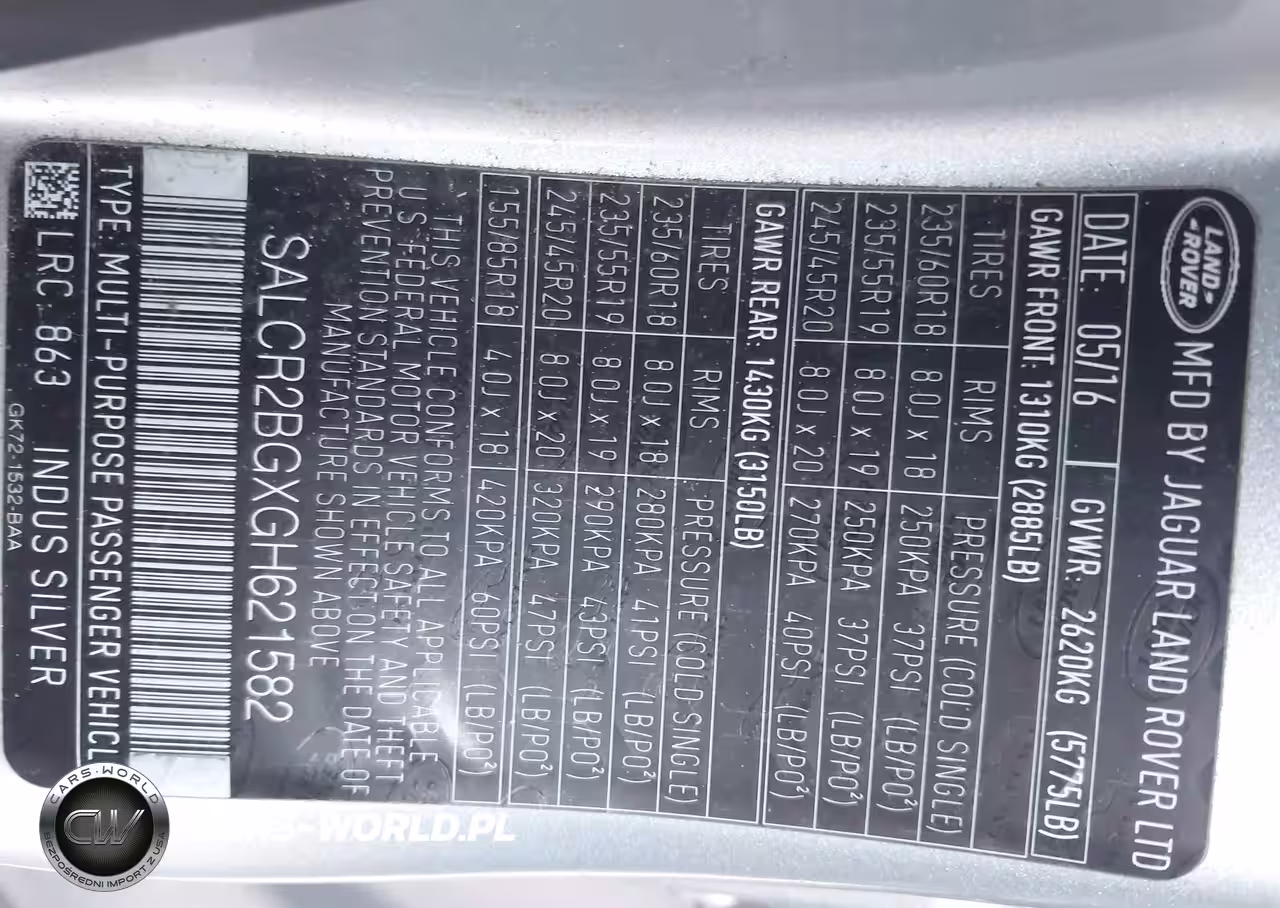 LAND-
-ROVER
MFD BY JAGUAR LAND ROVER LTD
DATE: 05/16 GVWR: 2620KG (5775LB)
GAWR FRONT: 1310KG (2885LB)
TIRES RIMS PRESSURE (COLD SINGLE)
235/60R18 8.0J x 18 250KPA 37PSI (LB/PO²)
235/55R19 8.0J x 19 250KPA 37PSI (LB/PO²)
245/45R20 8.0J x 20 270KPA 40PSI (LB/PO²)
GAWR REAR: 1430KG (3150LB)
TIRES RIMS PRESSURE (COLD SINGLE)
235/60R18 8.0J x 18 280KPA 41PSI (LB/PO²)
235/55R19 8.0J x 19 290KPA 43PSI (LB/PO²)
245/45R20 8.0J x 20 320KPA 47PSI (LB/PO²)
155/85R18 4.0J x 18 420KPA 60PSI (LB/PO²)
THIS VEHICLE CONFORMS TO ALL APPLICABLE
U S FEDERAL MOTOR VEHICLE SAFETY AND THEFT
PREVENTION STANDARDS IN EFFECT ON THE DATE OF
MANUFACTURE SHOWN ABOVE
SALCR2BGXGH621582
TYPE: MULTI-PURPOSE PASSENGER VEHICL
LRC 863 INDUS SILVER
GK72-1532-BAA
CARS-WORLD
CW
BEZPOŚREDNI IMPORT Z USA
-WORLD.PL